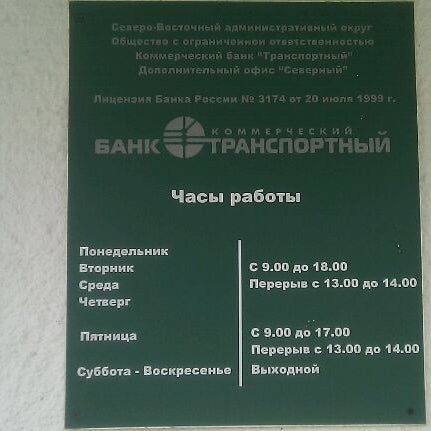 Северо-Восточный административный округ
Общество с ограниченной ответственностью
Коммерческий банк "Транспортный"
Дополнительный офис "Северный"
Лицензия Банка России № 3174 от 20 июля 1999 г.
КОММЕРЧЕСКИЙ
БАНК ТРАНСПОРТНЫЙ
Часы работы
Понедельник
Вторник С 9.00 до 18.00
Среда Перерыв с 13.00 до 14.00
Четверг
Пятница С 9.00 до 17.00
Перерыв с 13.00 до 14.00
Суббота - Воскресенье Выходной